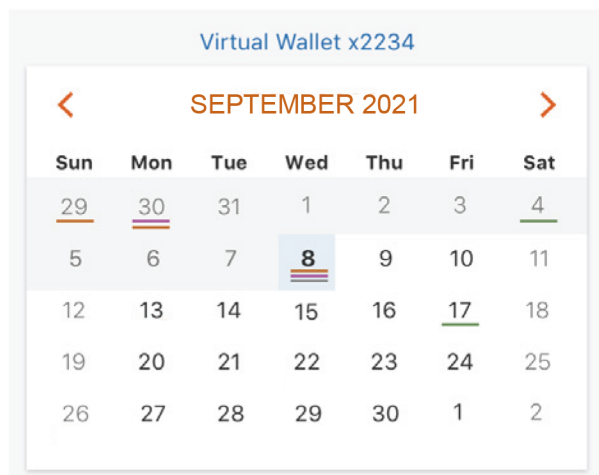 Virtual Wallet x2234
SEPTEMBER 2021
Sun Mon Tue Wed Thu Fri Sat
29 30 31 1 2 3 4
5 6 7 8 9 10 11
12 13 14 15 16 17 18
19 20 21 22 23 24 25
26 27 28 29 30 1 2